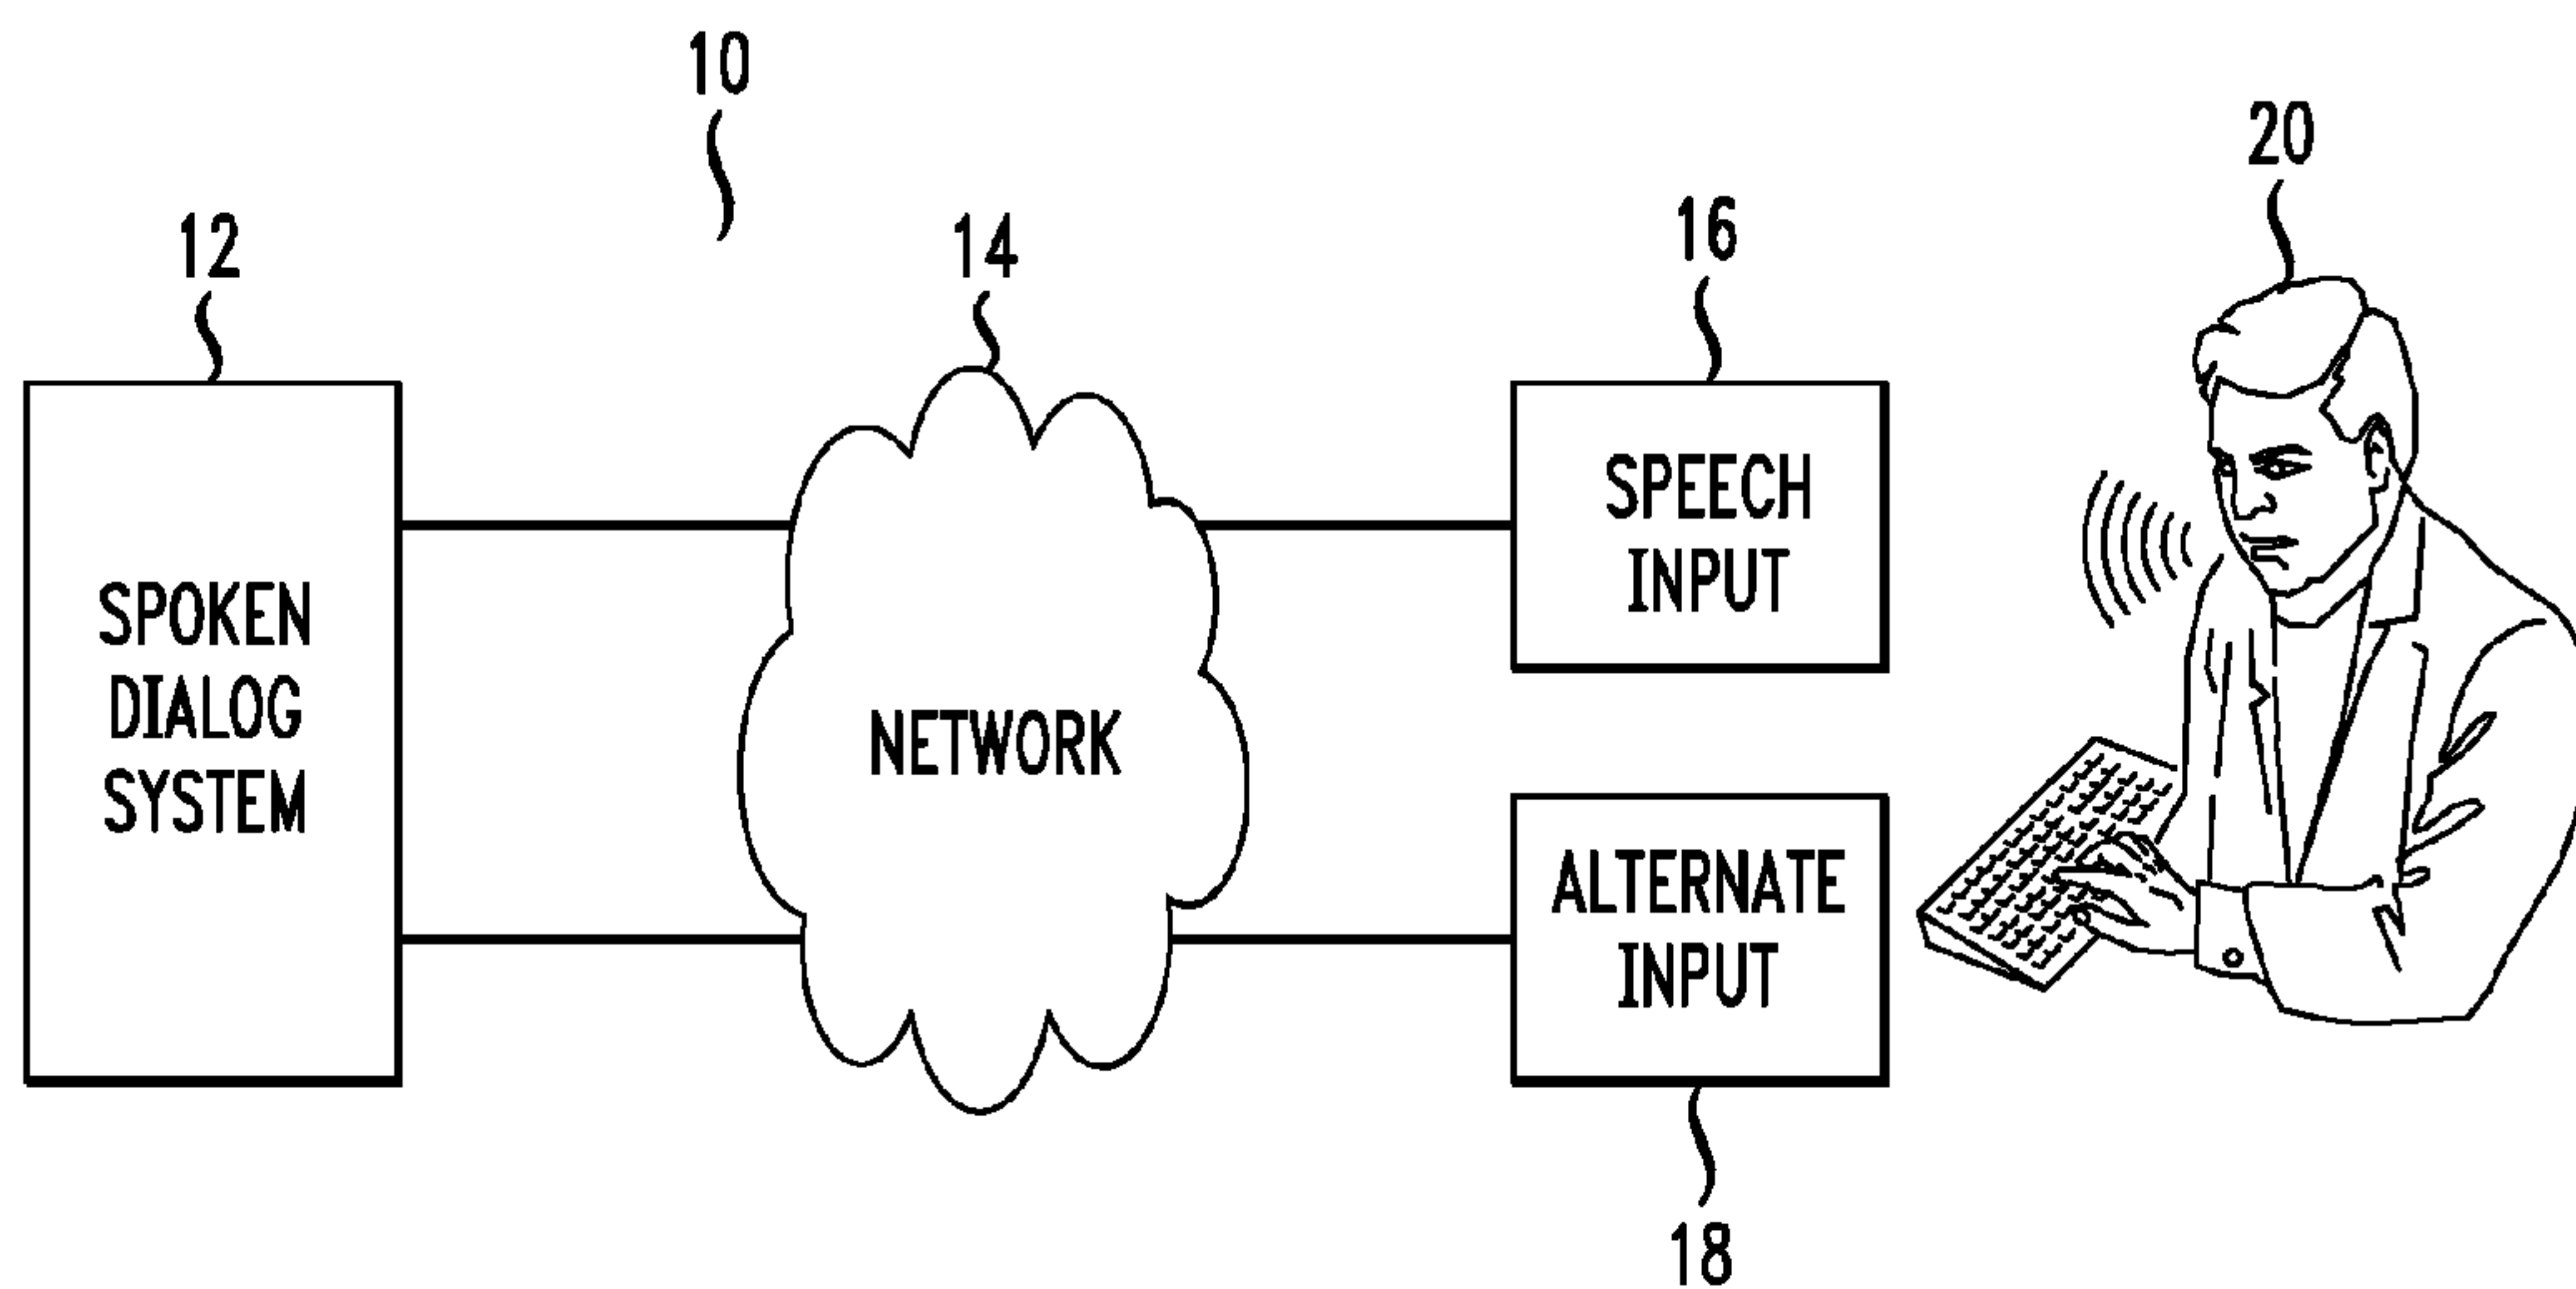 10
20
12
14
16
SPOKEN
DIALOG
SYSTEM
NETWORK
SPEECH
INPUT
ALTERNATE
INPUT
18